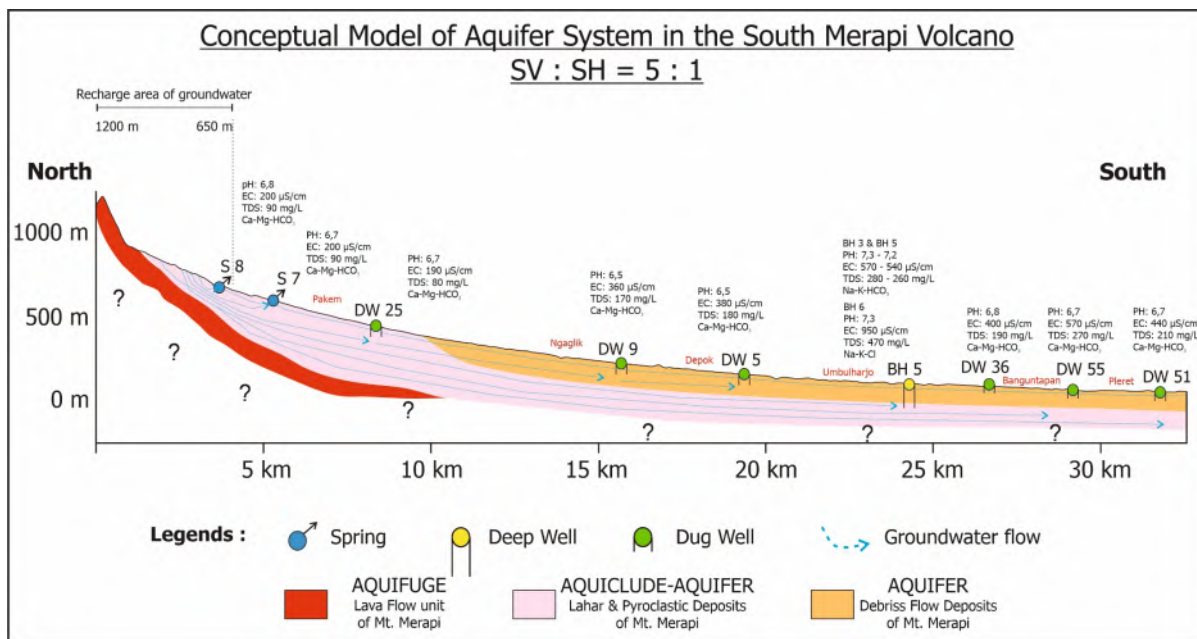 Conceptual Model of Aquifer System in the South Merapi Volcano
SV : SH = 5 : 1
Recharge area of groundwater
1200 m 650 m
North
South
1000 m
500 m
0 m
pH: 6,8
EC: 200 µS/cm
TDS: 90 mg/L
Ca-Mg-HCO₃
S 8
PH: 6,7
EC: 200 µS/cm
TDS: 90 mg/L
Ca-Mg-HCO₃
S 7
Pakem
PH: 6,7
EC: 190 µS/cm
TDS: 80 mg/L
Ca-Mg-HCO₃
DW 25
PH: 6,5
EC: 360 µS/cm
TDS: 170 mg/L
Ca-Mg-HCO₃
Ngaglik
DW 9
PH: 6,5
EC: 380 µS/cm
TDS: 180 mg/L
Ca-Mg-HCO₃
Depok
DW 5
BH 3 & BH 5
PH: 7,3 - 7,2
EC: 570 - 540 µS/cm
TDS: 280 - 260 mg/L
Na-K-HCO₃
BH 6
PH: 7,3
EC: 950 µS/cm
TDS: 470 mg/L
Na-K-Cl
Umbulharjo
BH 5
PH: 6,8
EC: 400 µS/cm
TDS: 190 mg/L
Ca-Mg-HCO₃
DW 36
Banguntapan
PH: 6,7
EC: 570 µS/cm
TDS: 270 mg/L
Ca-Mg-HCO₃
DW 55
Pleret
PH: 6,7
EC: 440 µS/cm
TDS: 210 mg/L
Ca-Mg-HCO₃
DW 51
?
?
?
?
?
?
?
5 km 10 km 15 km 20 km 25 km 30 km
Legends : Spring Deep Well Dug Well Groundwater flow
AQUIFUGE
Lava Flow unit
of Mt. Merapi
AQUICLUDE-AQUIFER
Lahar & Pyroclastic Deposits
of Mt. Merapi
AQUIFER
Debriss Flow Deposits
of Mt. Merapi